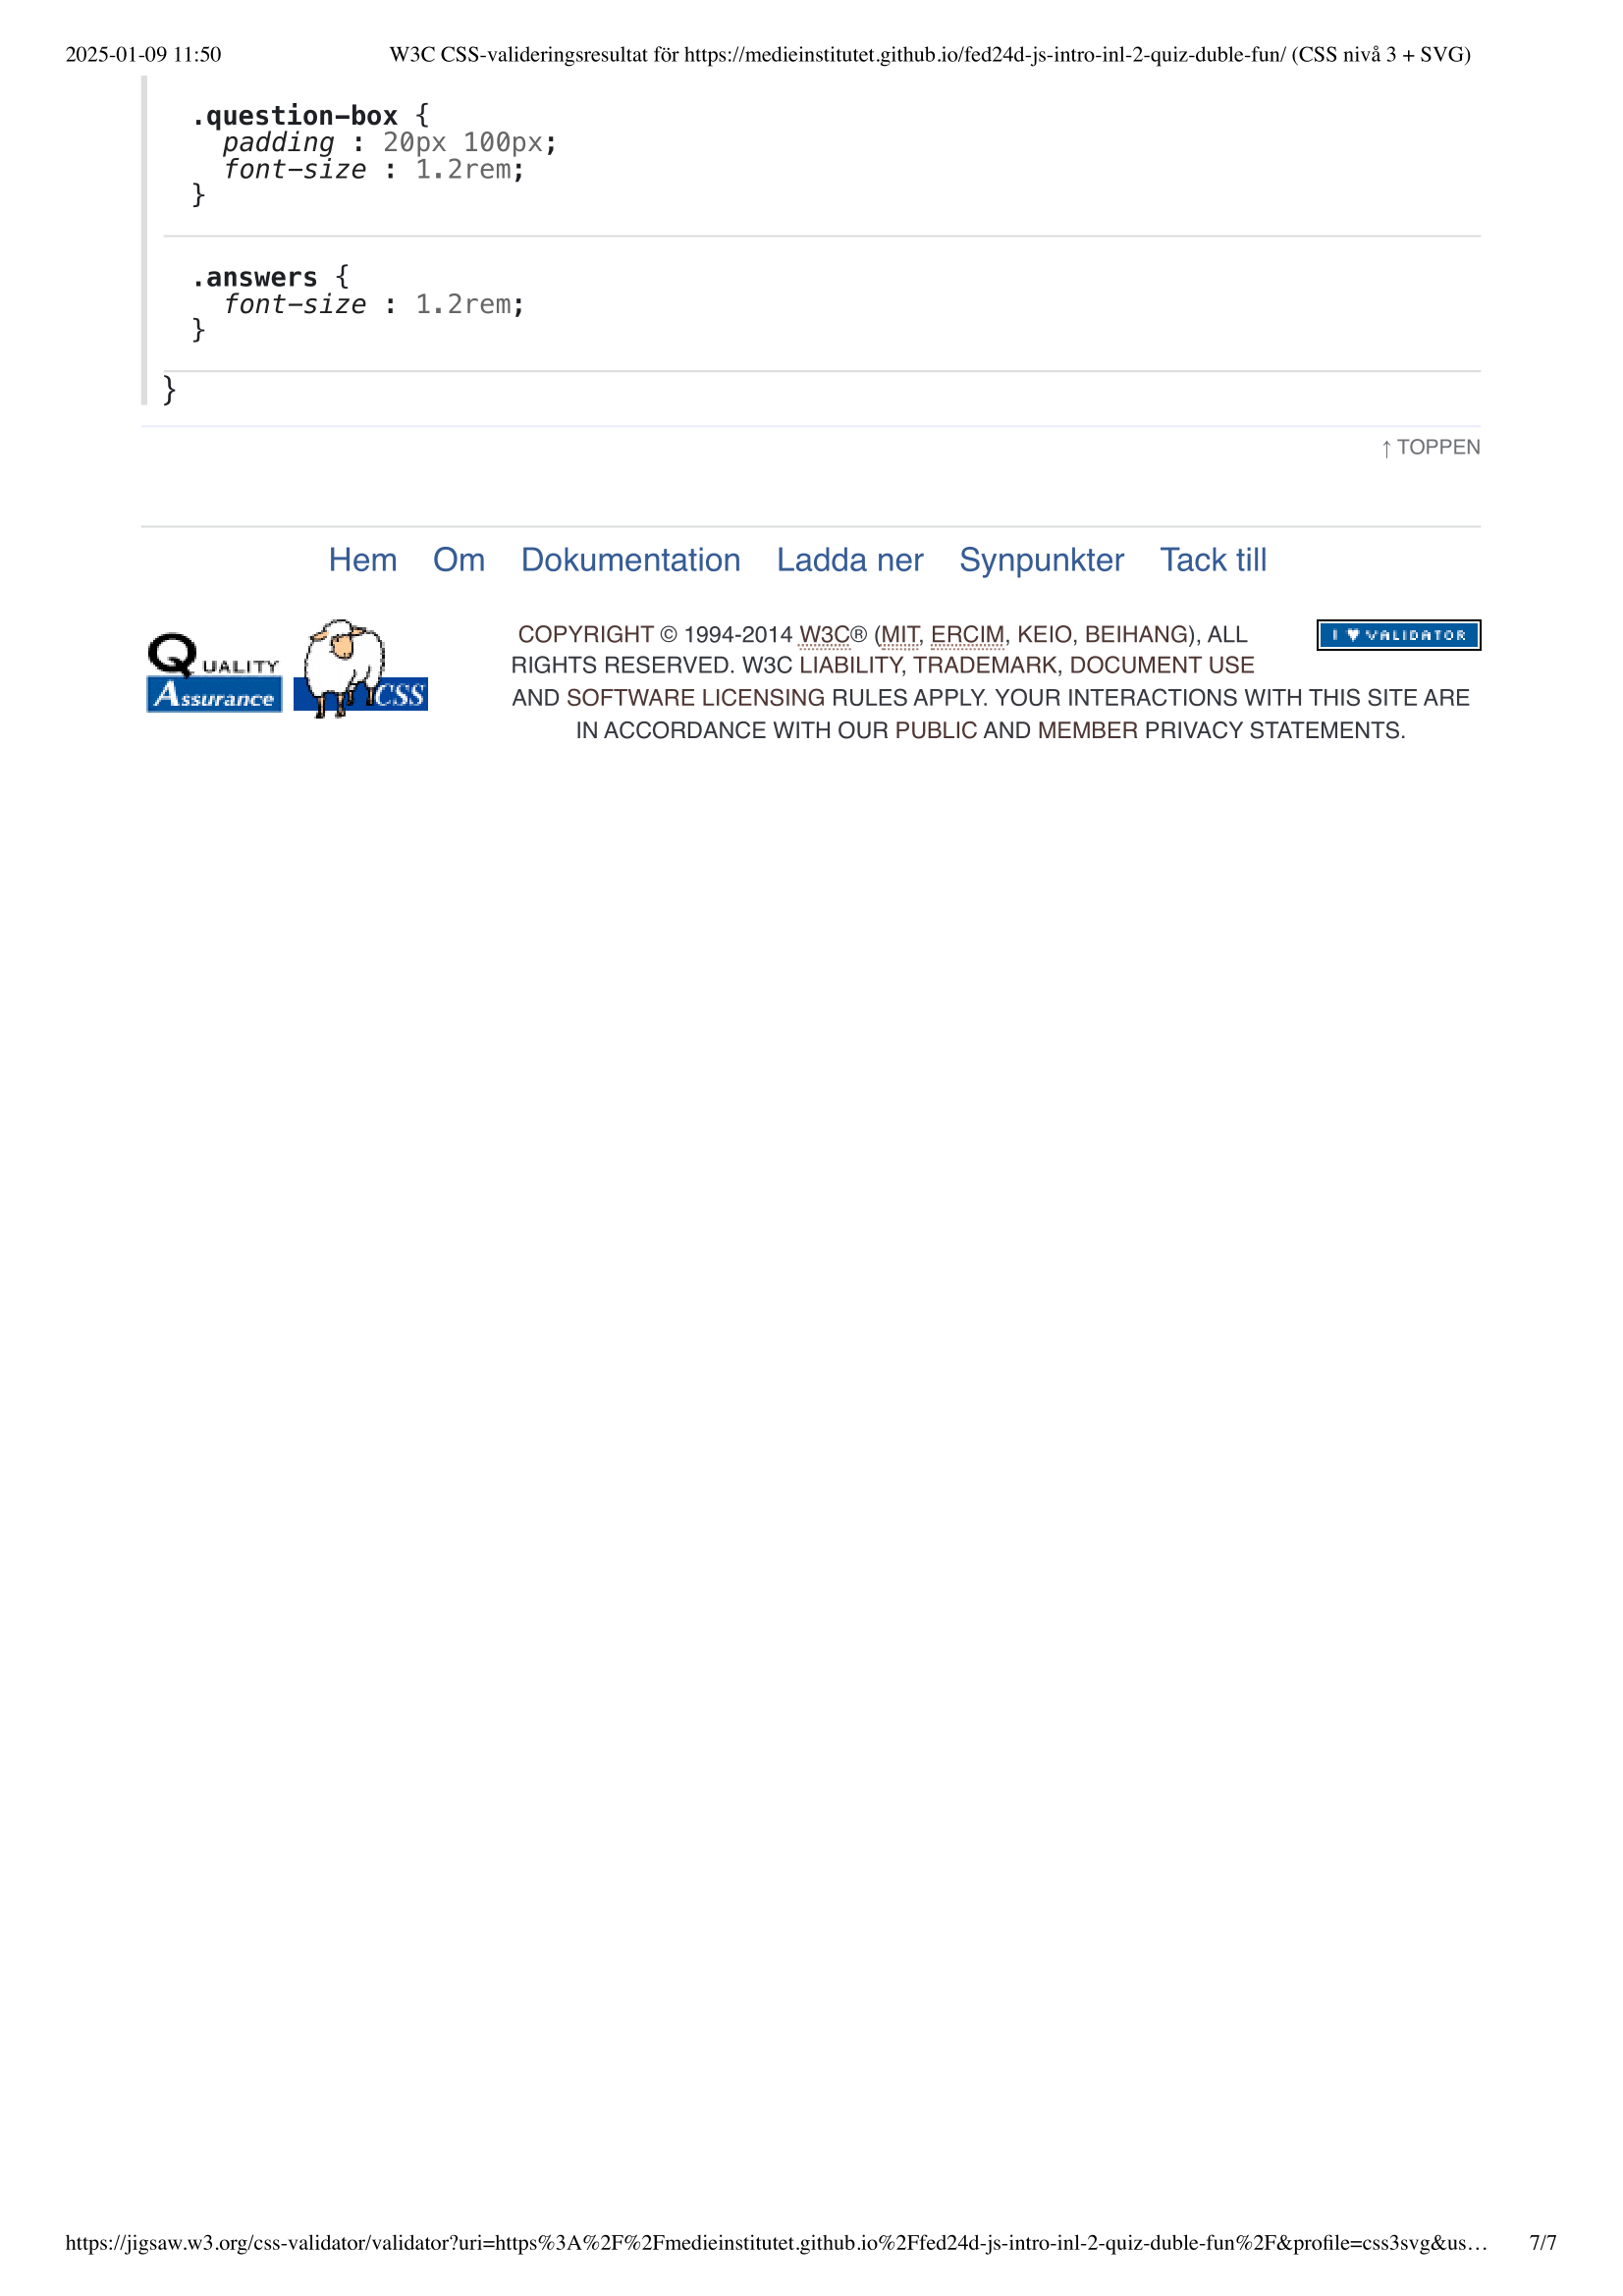 2025-01-09 11:50
W3C CSS-valideringsresultat för https://medieinstitutet.github.io/fed24d-js-intro-inl-2-quiz-duble-fun/ (CSS nivå 3 + SVG)
.question-box {
padding : 20px 100px;
font-size : 1.2rem;
}
.answers {
font-size : 1.2rem;
}
}
↑ TOPPEN
Hem Om Dokumentation Ladda ner Synpunkter Tack till
QUALITY
Assurance
CSS
COPYRIGHT © 1994-2014 W3C® (MIT, ERCIM, KEIO, BEIHANG), ALL
RIGHTS RESERVED. W3C LIABILITY, TRADEMARK, DOCUMENT USE
AND SOFTWARE LICENSING RULES APPLY. YOUR INTERACTIONS WITH THIS SITE ARE
IN ACCORDANCE WITH OUR PUBLIC AND MEMBER PRIVACY STATEMENTS.
I ♥ VALIDATOR
https://jigsaw.w3.org/css-validator/validator?uri=https%3A%2F%2Fmedieinstitutet.github.io%2Ffed24d-js-intro-inl-2-quiz-duble-fun%2F&profile=css3svg&us…
7/7